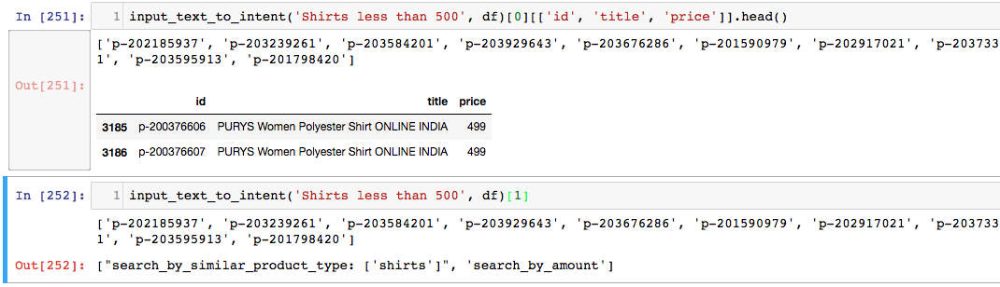 In [251]: 1 input_text_to_intent('Shirts less than 500', df)[0][['id', 'title', 'price']].head()
['p-202185937', 'p-203239261', 'p-203584201', 'p-203929643', 'p-203676286', 'p-201590979', 'p-202917021', 'p-203733
1', 'p-203595913', 'p-201798420']
Out[251]:
id title price
3185 p-200376606 PURYS Women Polyester Shirt ONLINE INDIA 499
3186 p-200376607 PURYS Women Polyester Shirt ONLINE INDIA 499
In [252]: 1 input_text_to_intent('Shirts less than 500', df)[1]
['p-202185937', 'p-203239261', 'p-203584201', 'p-203929643', 'p-203676286', 'p-201590979', 'p-202917021', 'p-203733
1', 'p-203595913', 'p-201798420']
Out[252]: ["search_by_similar_product_type: ['shirts']", 'search_by_amount']